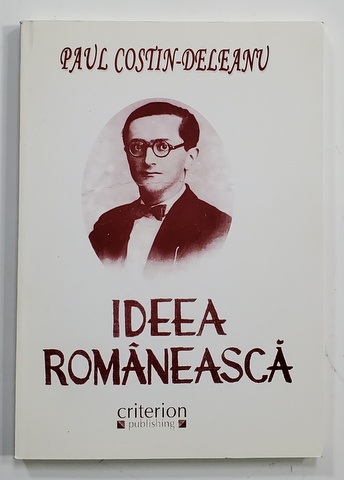 PAUL COSTIN-DELEANU
IDEEA
ROMÂNEASCĂ
criterion
publishing